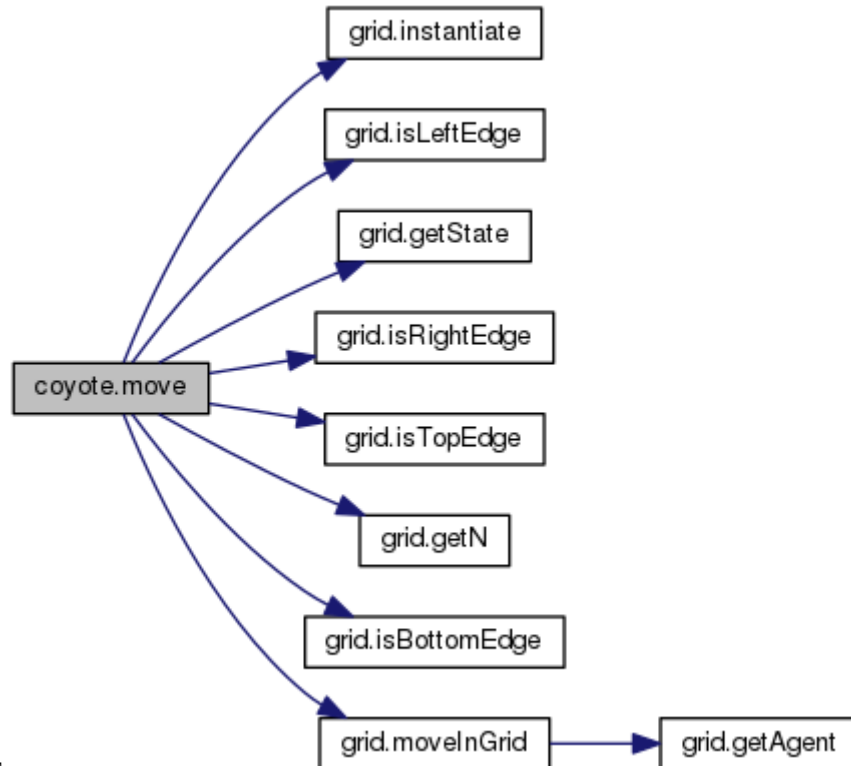 grid.instantiate
grid.isLeftEdge
grid.getState
grid.isRightEdge
coyote.move
grid.isTopEdge
grid.getN
grid.isBottomEdge
grid.moveInGrid
grid.getAgent